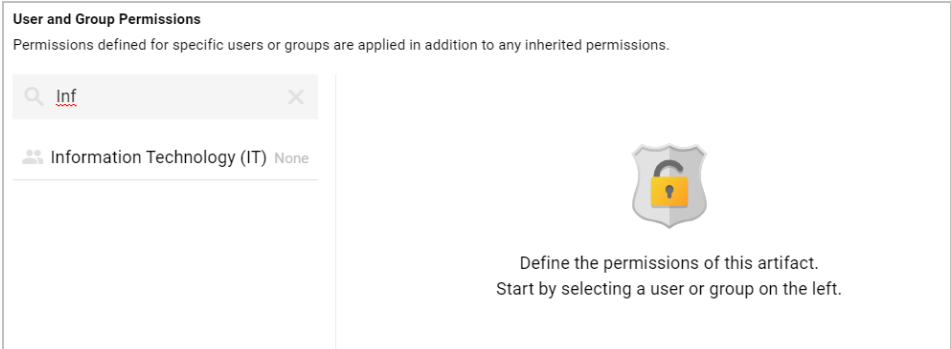 User and Group Permissions
Permissions defined for specific users or groups are applied in addition to any inherited permissions.
Inf
Information Technology (IT) None
Define the permissions of this artifact.
Start by selecting a user or group on the left.